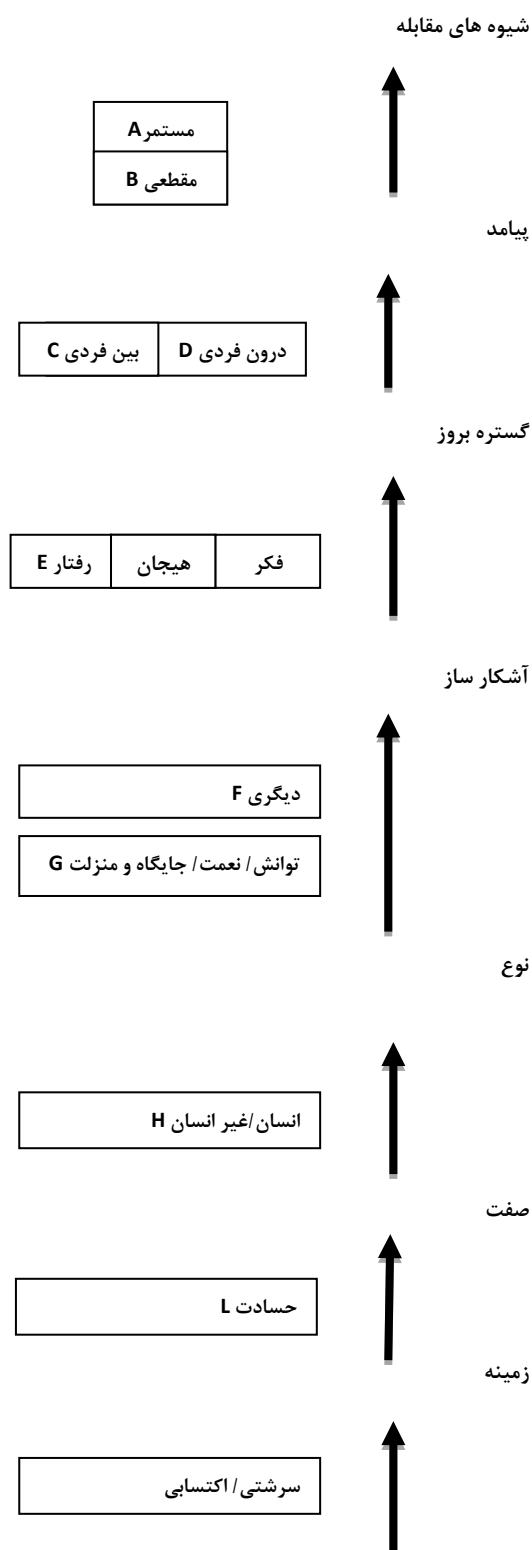 شیوه های مقابله
مستمر A
مقطعی B
پیامد
درون فردی D
بین فردی C
گستره بروز
فکر
هیجان
رفتار E
آشکار ساز
دیگری F
توانش/ نعمت/ جایگاه و منزلت G
نوع
انسان/غیر انسان H
صفت
حسادت L
زمینه
سرشتی/ اکتسابی